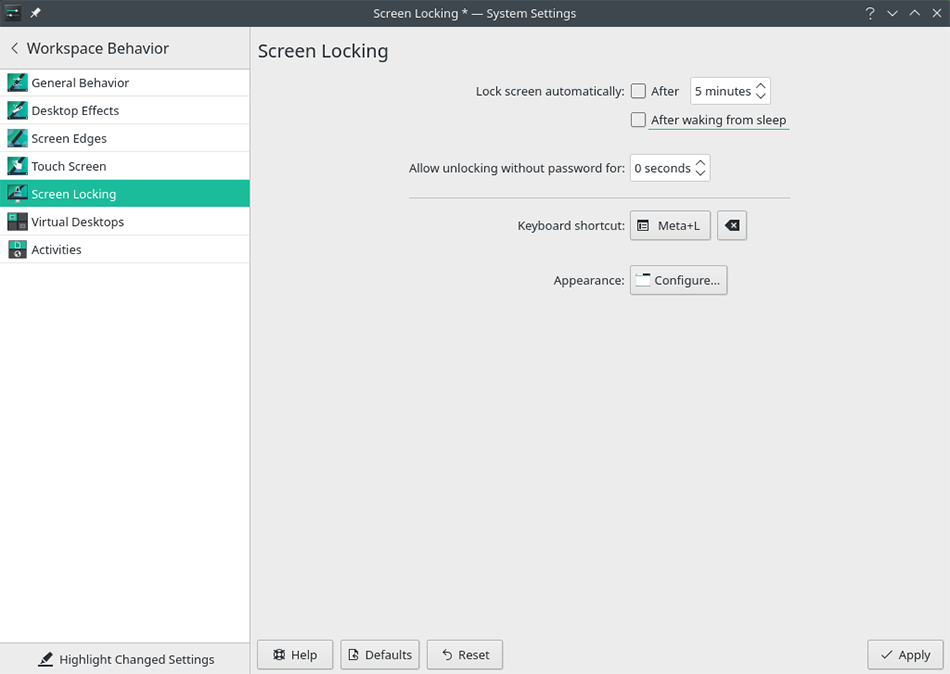 Screen Locking * — System Settings
Workspace Behavior
General Behavior
Desktop Effects
Screen Edges
Touch Screen
Screen Locking
Virtual Desktops
Activities
Highlight Changed Settings
Screen Locking
Lock screen automatically: After 5 minutes
After waking from sleep
Allow unlocking without password for: 0 seconds
Keyboard shortcut: Meta+L
Appearance: Configure...
Help Defaults Reset Apply